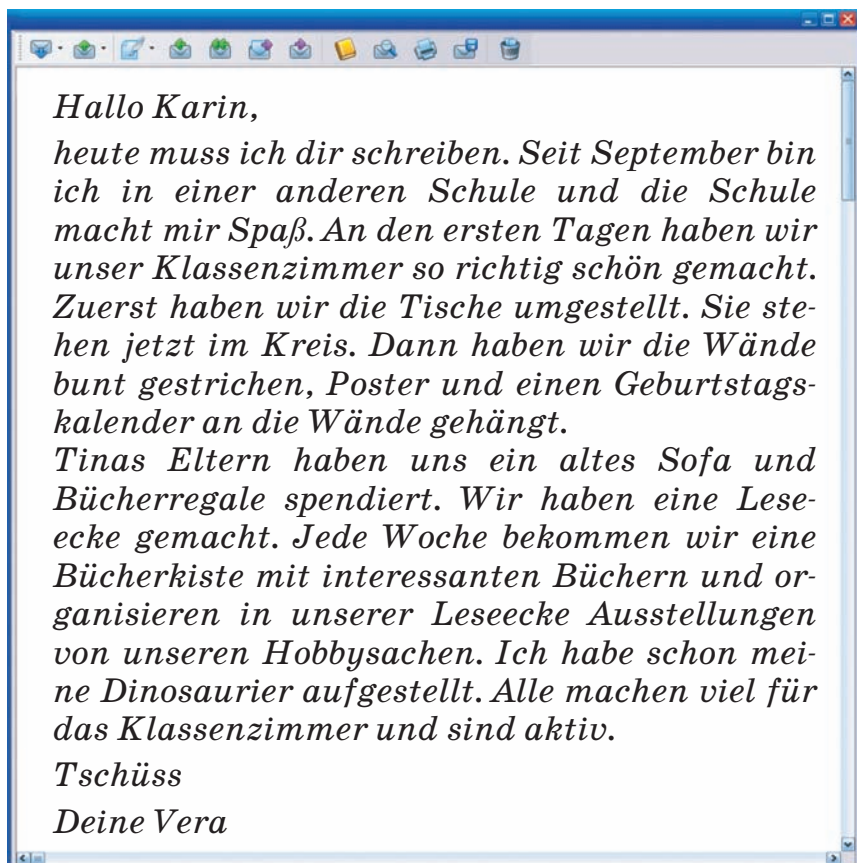 Hallo Karin,
heute muss ich dir schreiben. Seit September bin
ich in einer anderen Schule und die Schule
macht mir Spaß. An den ersten Tagen haben wir
unser Klassenzimmer so richtig schön gemacht.
Zuerst haben wir die Tische umgestellt. Sie ste-
hen jetzt im Kreis. Dann haben wir die Wände
bunt gestrichen, Poster und einen Geburtstags-
kalender an die Wände gehängt.
Tinas Eltern haben uns ein altes Sofa und
Bücherregale spendiert. Wir haben eine Lese-
ecke gemacht. Jede Woche bekommen wir eine
Bücherkiste mit interessanten Büchern und or-
ganisieren in unserer Leseecke Ausstellungen
von unseren Hobbysachen. Ich habe schon mei-
ne Dinosaurier aufgestellt. Alle machen viel für
das Klassenzimmer und sind aktiv.
Tschüss
Deine Vera